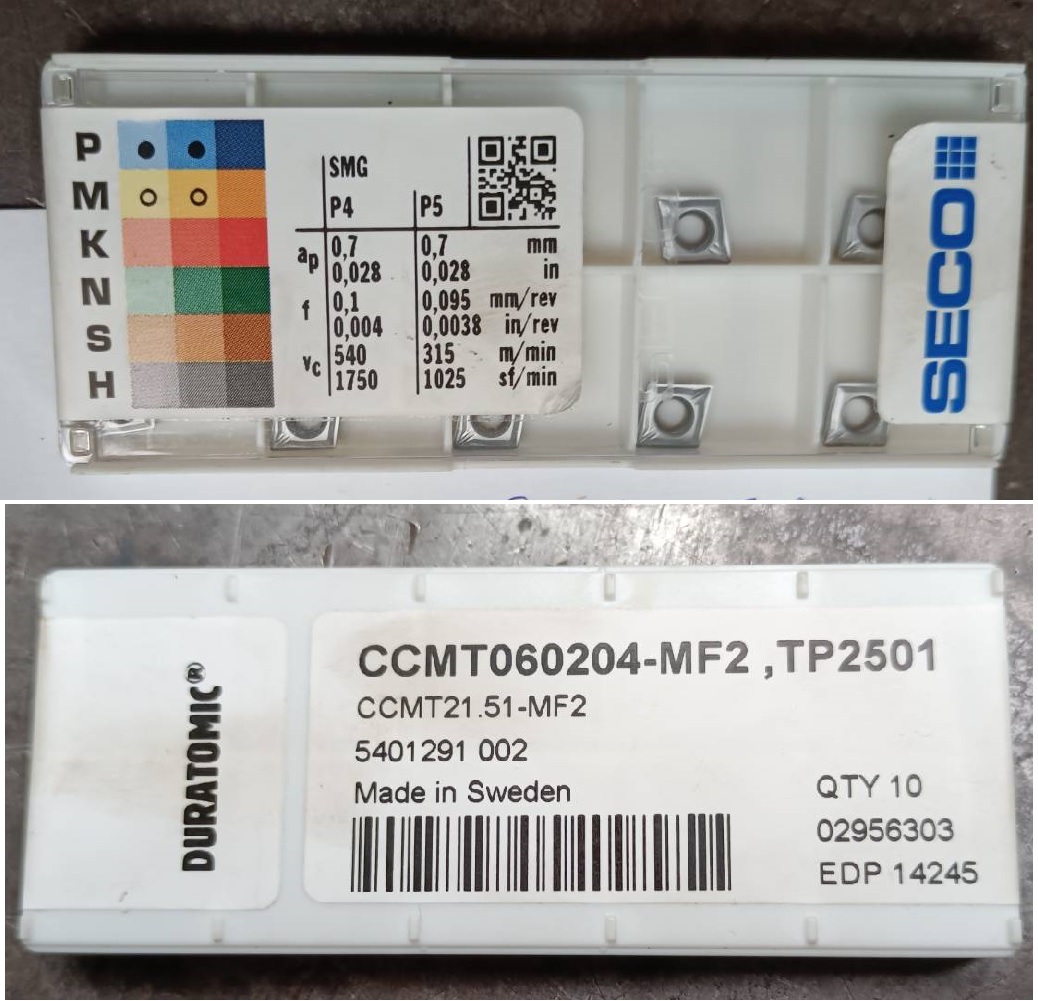 P
M
K
N
S
H
SMG
P4 P5
ap 0,7 0,7 mm
0,028 0,028 in
f 0,1 0,095 mm/rev
0,004 0,0038 in/rev
vc 540 315 m/min
1750 1025 sf/min
SECO
DURATOMIC®
CCMT060204-MF2 ,TP2501
CCMT21.51-MF2
5401291 002
Made in Sweden
QTY 10
02956303
EDP 14245